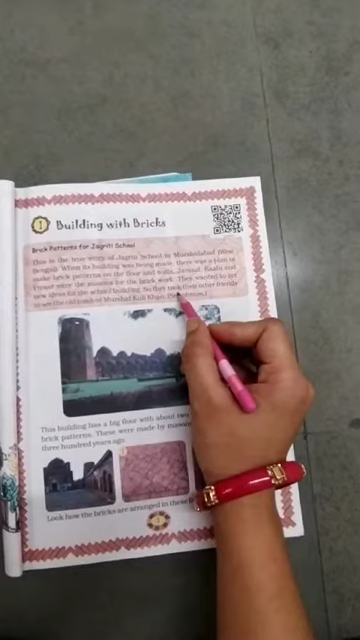 1 Building with Bricks
Brick Patterns for Jagriti School
This is the true story of Jagriti School in Murshidabad (West
Bengal). When its building was being made, there was a plan to
make brick patterns on the floor and walls. Jainaal, Kaalu and
were the masons for the brick work. They wanted to get
new ideas for the school building. So they took their other friends
to see the old tomb of Murshid Kuli Khan.
This building has a big floor with about two
brick patterns. These were made by masons
three hundred years ago.
Look how the bricks are arranged in these